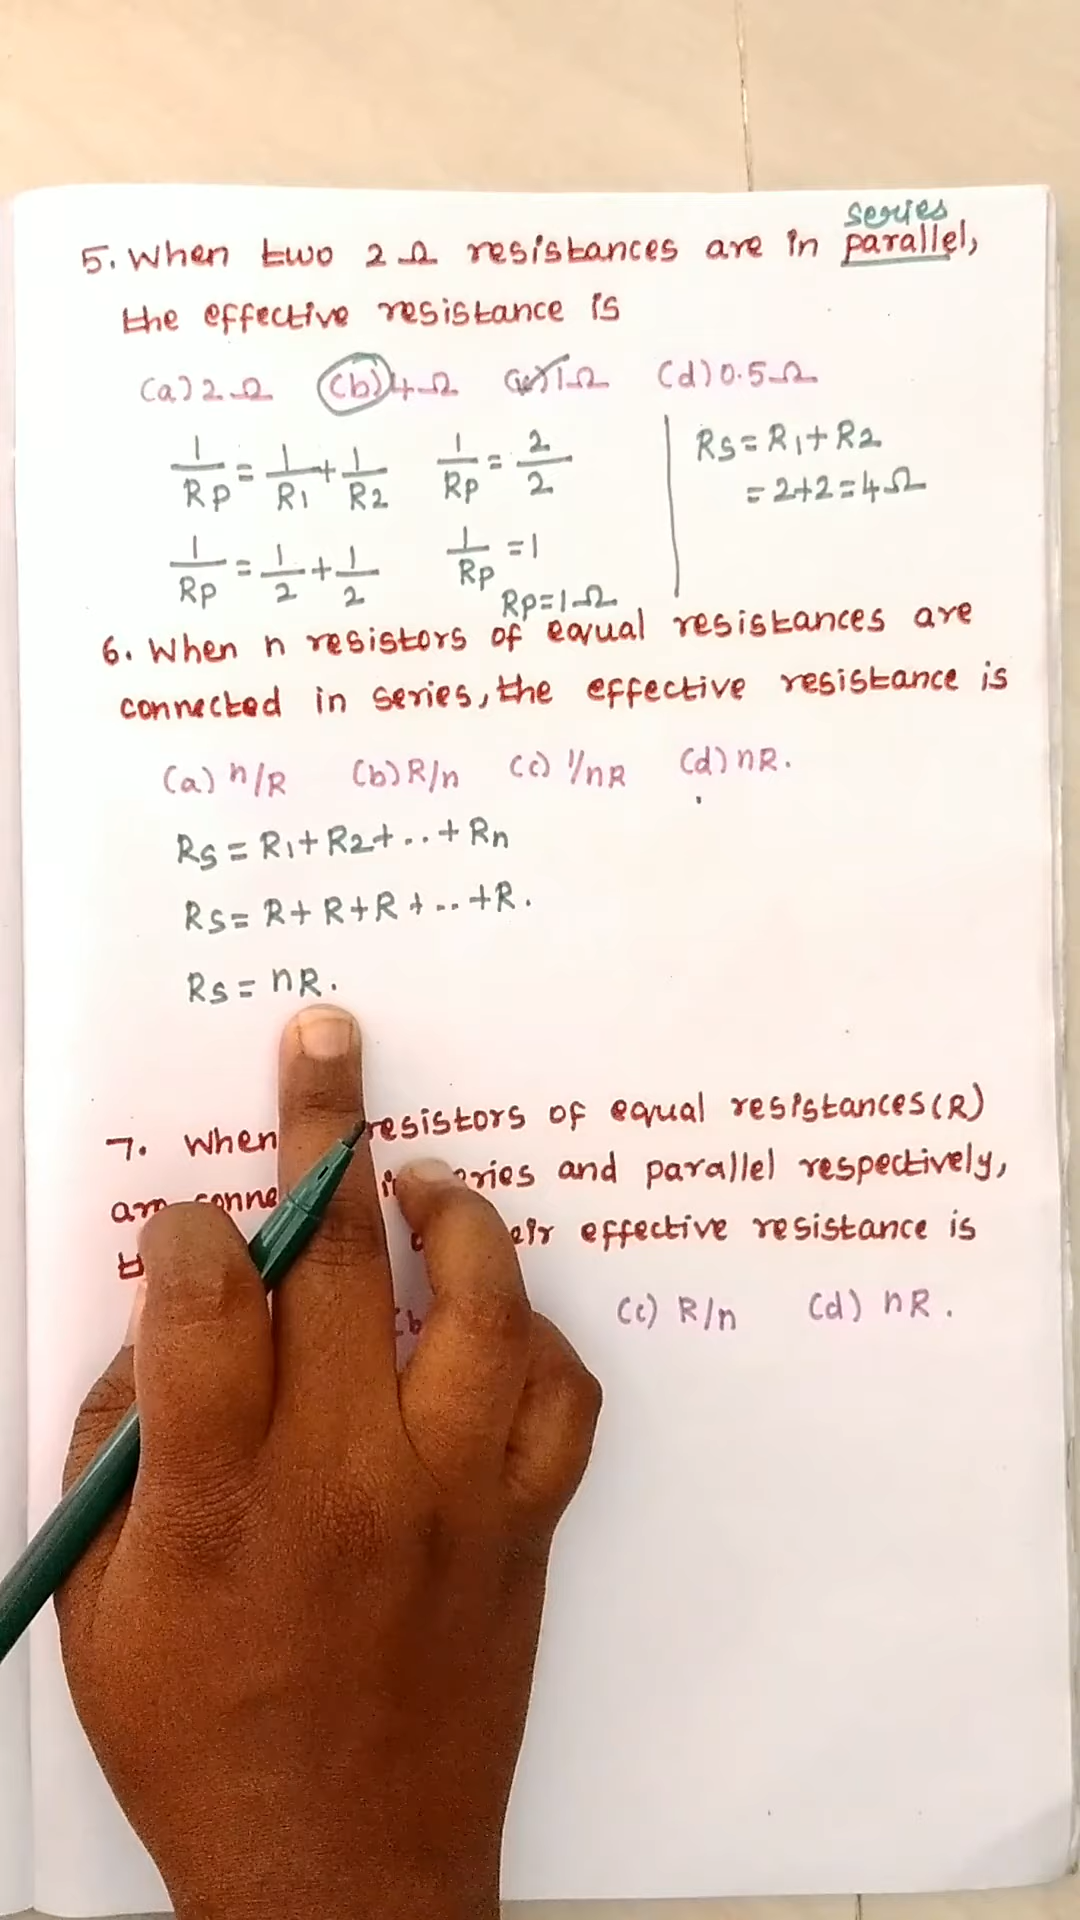 series
5. When two 2Ω resistances are in parallel,
the effective resistance is
(a) 2Ω (b) 4Ω (c) 1Ω (d) 0.5Ω
1/Rp = 1/R1 + 1/R2 1/Rp = 2/2 Rs = R1 + R2
= 2+2 = 4Ω
1/Rp = 1/2 + 1/2 1/Rp = 1
Rp = 1Ω
6. When n resistors of equal resistances are
connected in series, the effective resistance is
(a) n/R (b) R/n (c) 1/nR (d) nR.
Rs = R1 + R2 + .. + Rn
Rs = R + R + R + .. + R.
Rs = nR.
7. When resistors of equal resistances (R)
and parallel respectively,
effective resistance is
(c) R/n (d) nR.